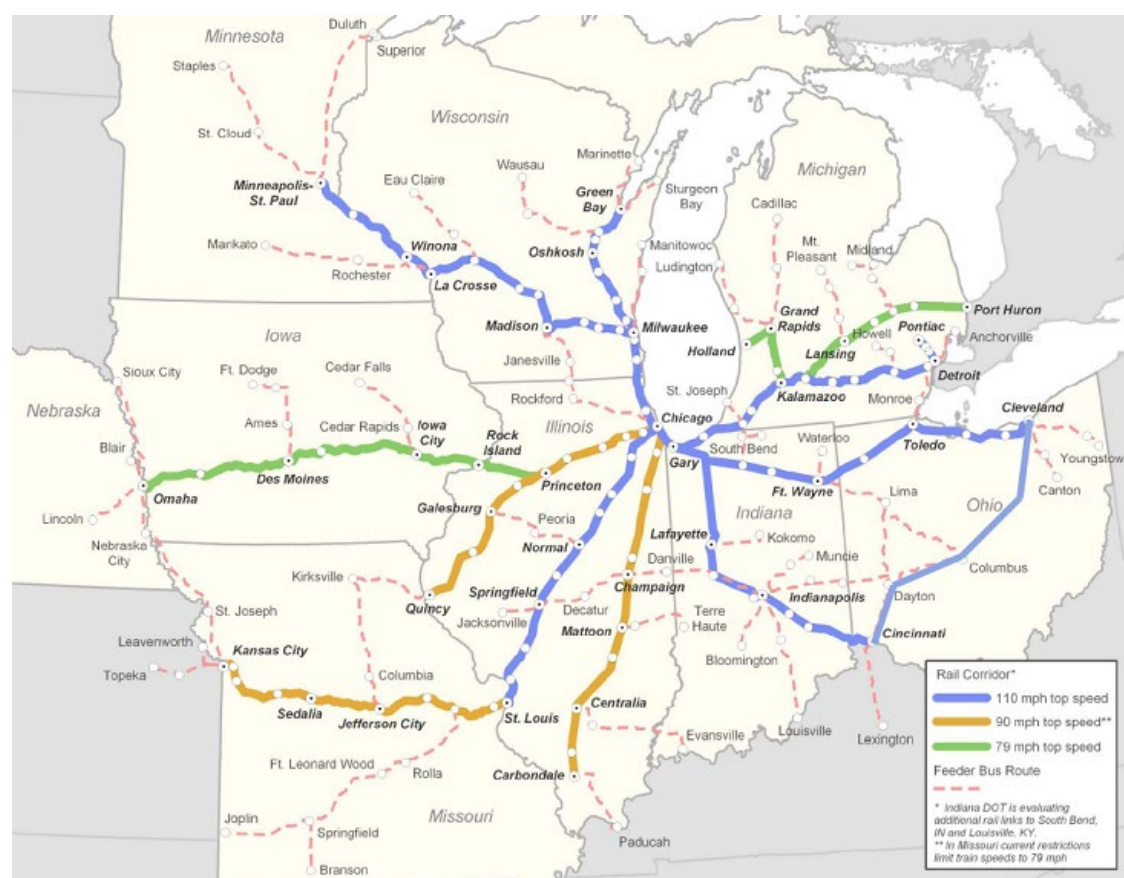 Duluth
Minnesota
Superior
Staples
Wisconsin
St. Cloud
Marinette
Wausau
Michigan
Eau Claire
Minneapolis-
St. Paul
Green
Bay
Sturgeon
Bay
Cadillac
Mankato
Winona
Oshkosh
Manitowoc
Mt.
Pleasant
Midland
Rochester
Ludington
La Crosse
Grand
Rapids
Port Huron
Madison
Milwaukee
Pontiac
Iowa
Howell
Anchorville
Holland
Lansing
Janesville
Sioux City
Ft. Dodge
Cedar Falls
Detroit
St. Joseph
Kalamazoo
Rockford
Monroe
Nebraska
Chicago
Cleveland
Ames
Cedar Rapids
Iowa
City
Rock
Island
Illinois
Waterloo
Toledo
Blair
South Bend
Gary
Youngstow
Des Moines
Princeton
Ft. Wayne
Canton
Omaha
Lima
Galesburg
Ohio
Lincoln
Peoria
Indiana
Lafayette
Kokomo
Nebraska
City
Normal
Danville
Muncie
Columbus
Kirksville
Springfield
Champaign
Indianapolis
Dayton
Quincy
Decatur
St. Joseph
Jacksonville
Terre
Haute
Mattoon
Cincinnati
Leavenworth
Kansas City
Bloomington
Topeka
Columbia
Rail Corridor*
110 mph top speed
Sedalia
Centralia
Jefferson City
St. Louis
90 mph top speed**
Louisville
Evansville
Lexington
79 mph top speed
Ft. Leonard Wood
Rolla
Carbondale
Feeder Bus Route
Joplin
Missouri
* Indiana DOT is evaluating
additional rail links to South Bend,
IN and Louisville, KY.
** In Missouri current restrictions
limit train speeds to 79 mph
Springfield
Paducah
Branson